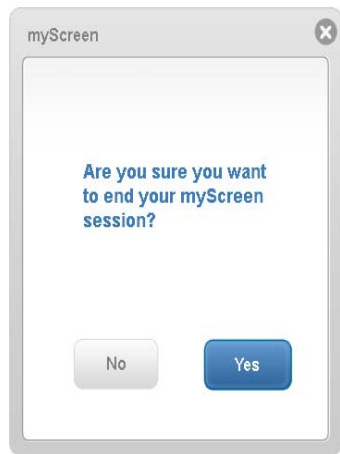 myScreen
Are you sure you want
to end your myScreen
session?
No
Yes